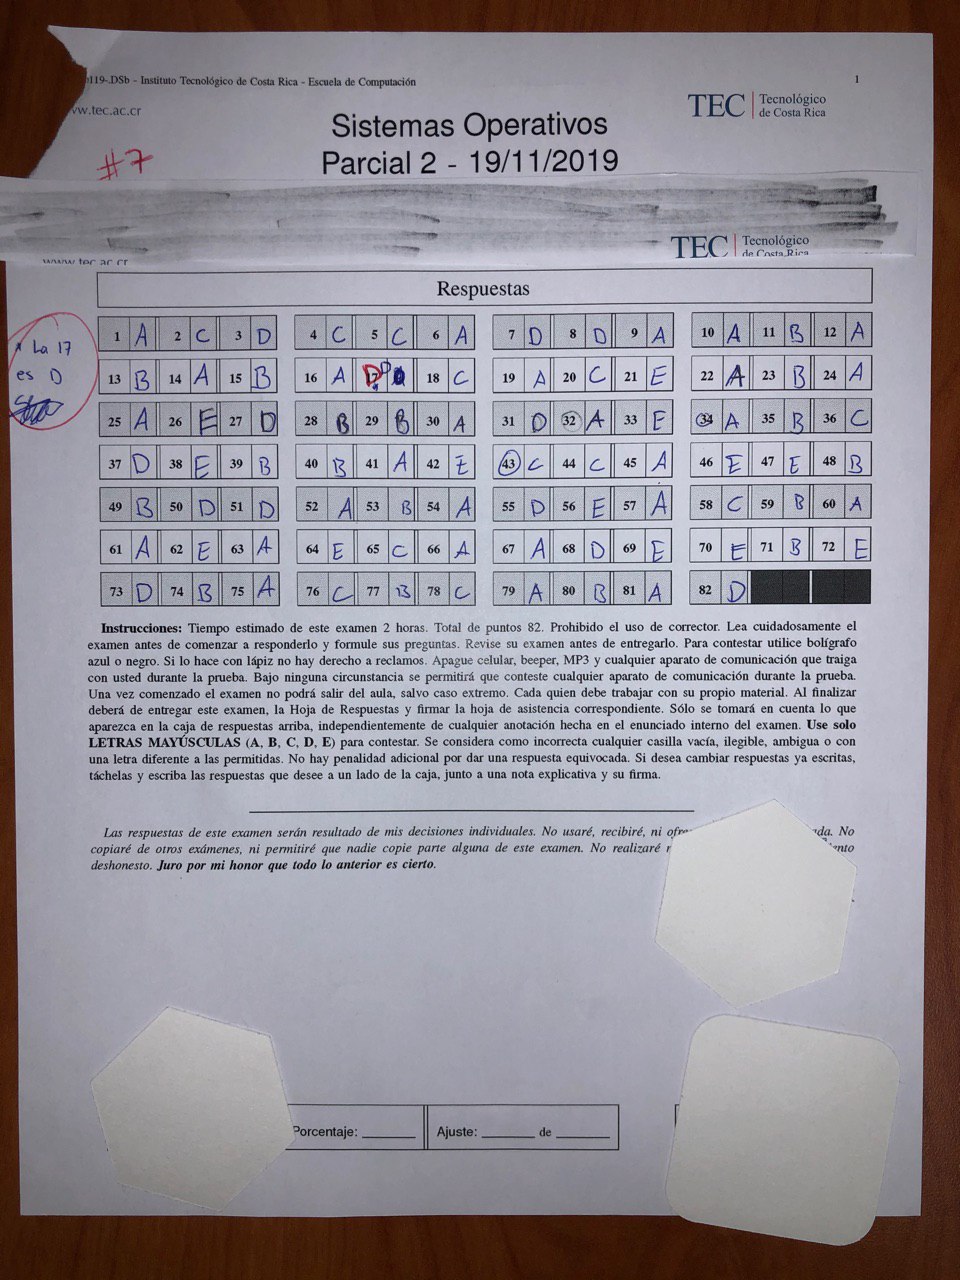 119-.DSb - Instituto Tecnológico de Costa Rica - Escuela de Computación 1
ww.tec.ac.cr
TEC | Tecnológico
de Costa Rica
Sistemas Operativos
Parcial 2 - 19/11/2019
#7
TEC | Tecnológico
de Costa Rica
www.tec.ac.cr
Respuestas
1 A 2 C 3 D 4 C 5 C 6 A 7 D 8 D 9 A 10 A 11 B 12 A
* La 17
es D
13 B 14 A 15 B 16 A 17 D D 18 C 19 A 20 C 21 E 22 A 23 B 24 A
25 A 26 E 27 D 28 B 29 B 30 A 31 D 32 A 33 E 34 A 35 B 36 C
37 D 38 E 39 B 40 B 41 A 42 E 43 C 44 C 45 A 46 E 47 E 48 B
49 B 50 D 51 D 52 A 53 B 54 A 55 D 56 E 57 A 58 C 59 B 60 A
61 A 62 E 63 A 64 E 65 C 66 A 67 A 68 D 69 E 70 E 71 B 72 E
73 D 74 B 75 A 76 C 77 B 78 C 79 A 80 B 81 A 82 D
Instrucciones: Tiempo estimado de este examen 2 horas. Total de puntos 82. Prohibido el uso de corrector. Lea cuidadosamente el
examen antes de comenzar a responderlo y formule sus preguntas. Revise su examen antes de entregarlo. Para contestar utilice bolígrafo
azul o negro. Si lo hace con lápiz no hay derecho a reclamos. Apague celular, beeper, MP3 y cualquier aparato de comunicación que traiga
con usted durante la prueba. Bajo ninguna circunstancia se permitirá que conteste cualquier aparato de comunicación durante la prueba.
Una vez comenzado el examen no podrá salir del aula, salvo caso extremo. Cada quien debe trabajar con su propio material. Al finalizar
deberá de entregar este examen, la Hoja de Respuestas y firmar la hoja de asistencia correspondiente. Sólo se tomará en cuenta lo que
aparezca en la caja de respuestas arriba, independientemente de cualquier anotación hecha en el enunciado interno del examen. Use solo
LETRAS MAYÚSCULAS (A, B, C, D, E) para contestar. Se considera como incorrecta cualquier casilla vacía, ilegible, ambigua o con
una letra diferente a las permitidas. No hay penalidad adicional por dar una respuesta equivocada. Si desea cambiar respuestas ya escritas,
táchelas y escriba las respuestas que desee a un lado de la caja, junto a una nota explicativa y su firma.
Las respuestas de este examen serán resultado de mis decisiones individuales. No usaré, recibiré, ni ofre ada. No
copiaré de otros exámenes, ni permitiré que nadie copie parte alguna de este examen. No realizaré iento
deshonesto. Juro por mi honor que todo lo anterior es cierto.
Porcentaje: ______ Ajuste: ______ de ______